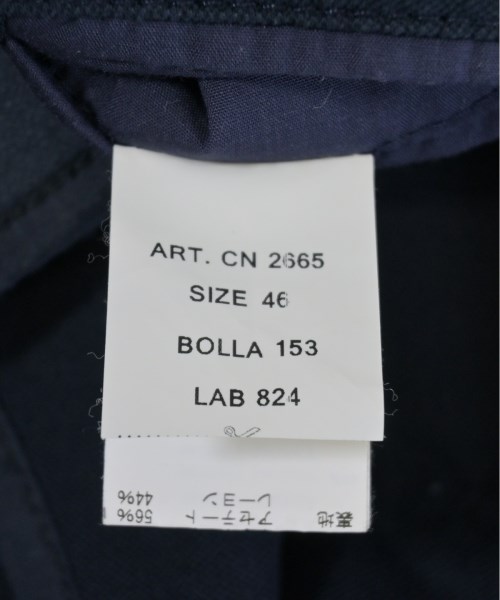 ART. CN 2665
SIZE 46
BOLLA 153
LAB 824
表地 アセテート 56%
レーヨン 44%